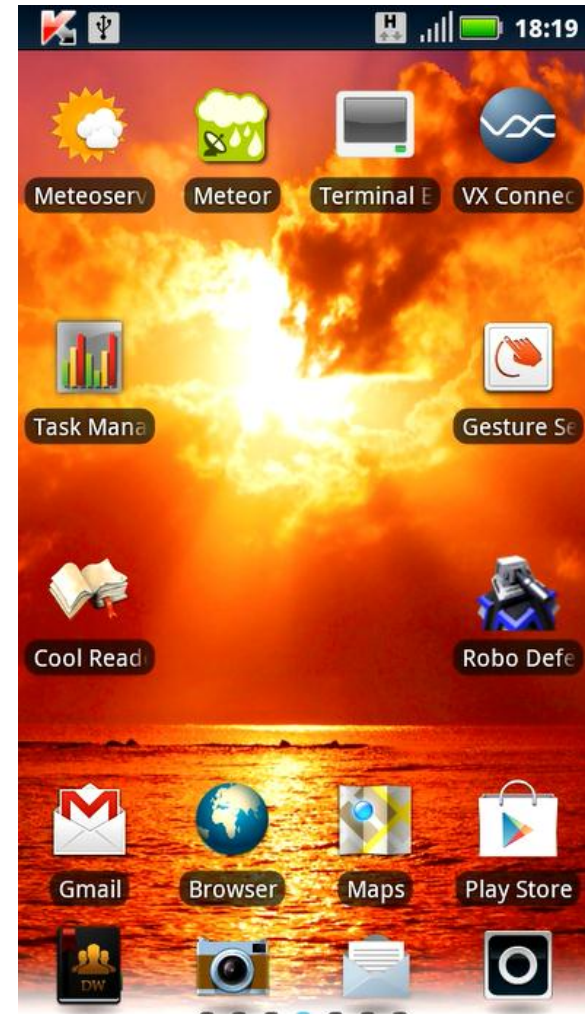 H 18:19
Meteoserv Meteor Terminal E VX Connec
Task Mana Gesture Se
Cool Read Robo Defe
Gmail Browser Maps Play Store
DW